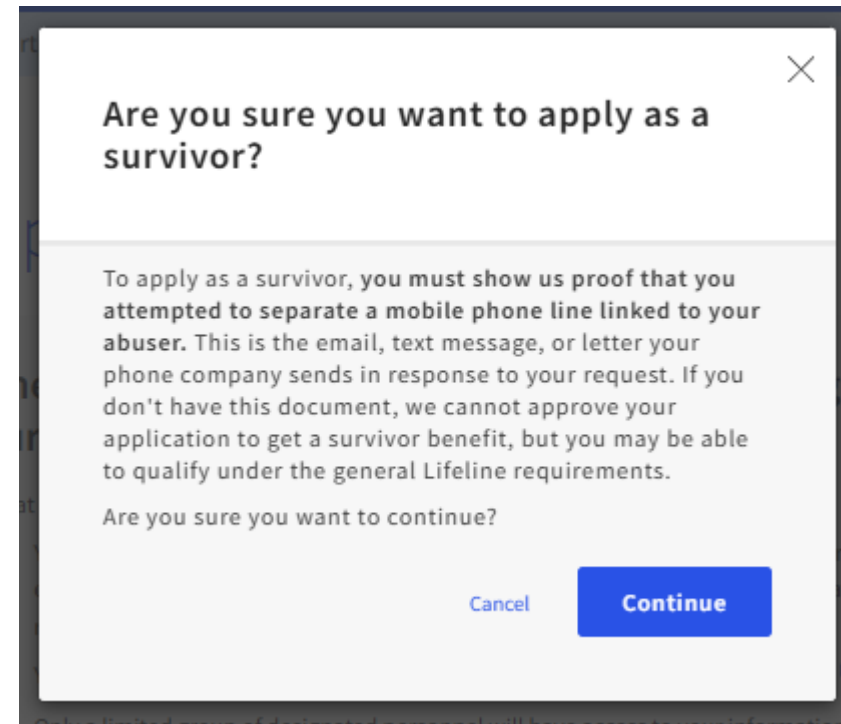 Are you sure you want to apply as a
survivor?
To apply as a survivor, you must show us proof that you
attempted to separate a mobile phone line linked to your
abuser. This is the email, text message, or letter your
phone company sends in response to your request. If you
don't have this document, we cannot approve your
application to get a survivor benefit, but you may be able
to qualify under the general Lifeline requirements.
Are you sure you want to continue?
Cancel
Continue